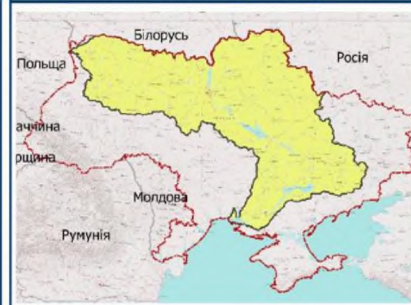 Білорусь
Польща
Росія
аччина
рщина
Молдова
Румунія